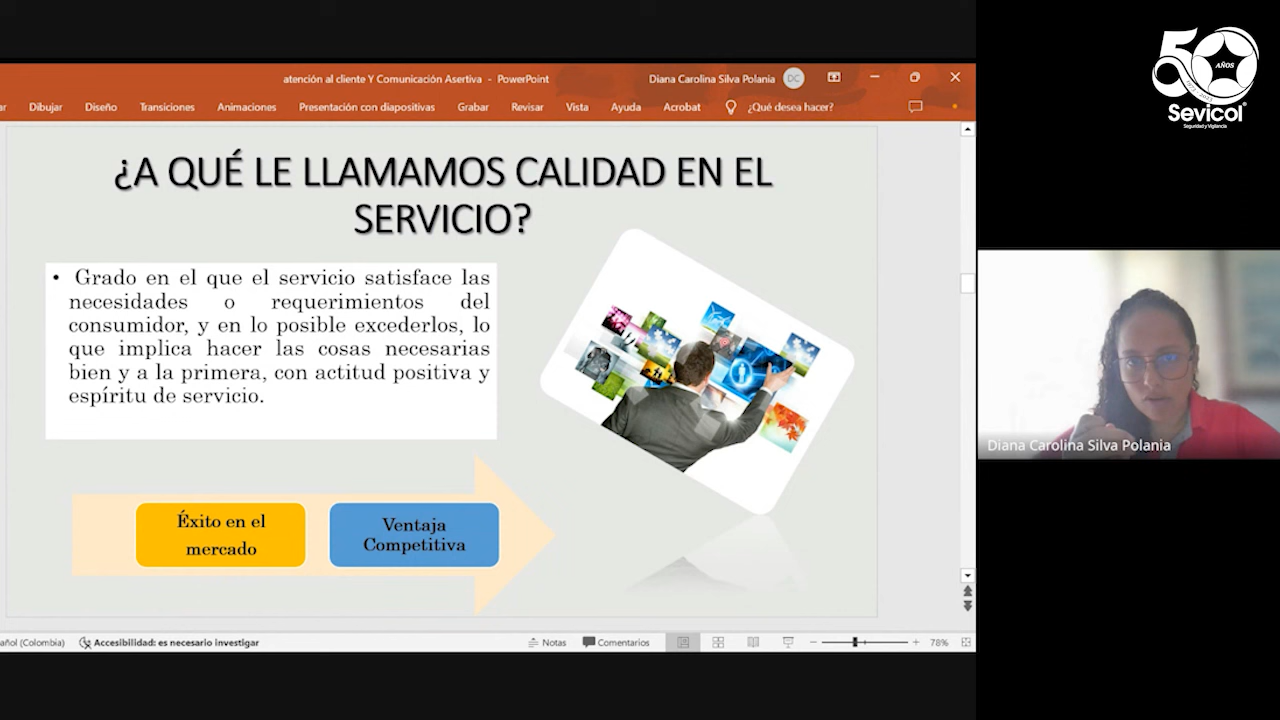 atención al cliente Y Comunicación Asertiva - PowerPoint
Diana Carolina Silva Polania DC
Dibujar Diseño Transiciones Animaciones Presentación con diapositivas Grabar Revisar Vista Ayuda Acrobat ¿Qué desea hacer?
¿A QUÉ LE LLAMAMOS CALIDAD EN EL
SERVICIO?
• Grado en el que el servicio satisface las
necesidades o requerimientos del
consumidor, y en lo posible excederlos, lo
que implica hacer las cosas necesarias
bien y a la primera, con actitud positiva y
espíritu de servicio.
Éxito en el
mercado
Ventaja
Competitiva
añol (Colombia) Accesibilidad: es necesario investigar Notas Comentarios 78%
50
AÑOS
Sevicol
Seguridad y Vigilancia
Diana Carolina Silva Polania